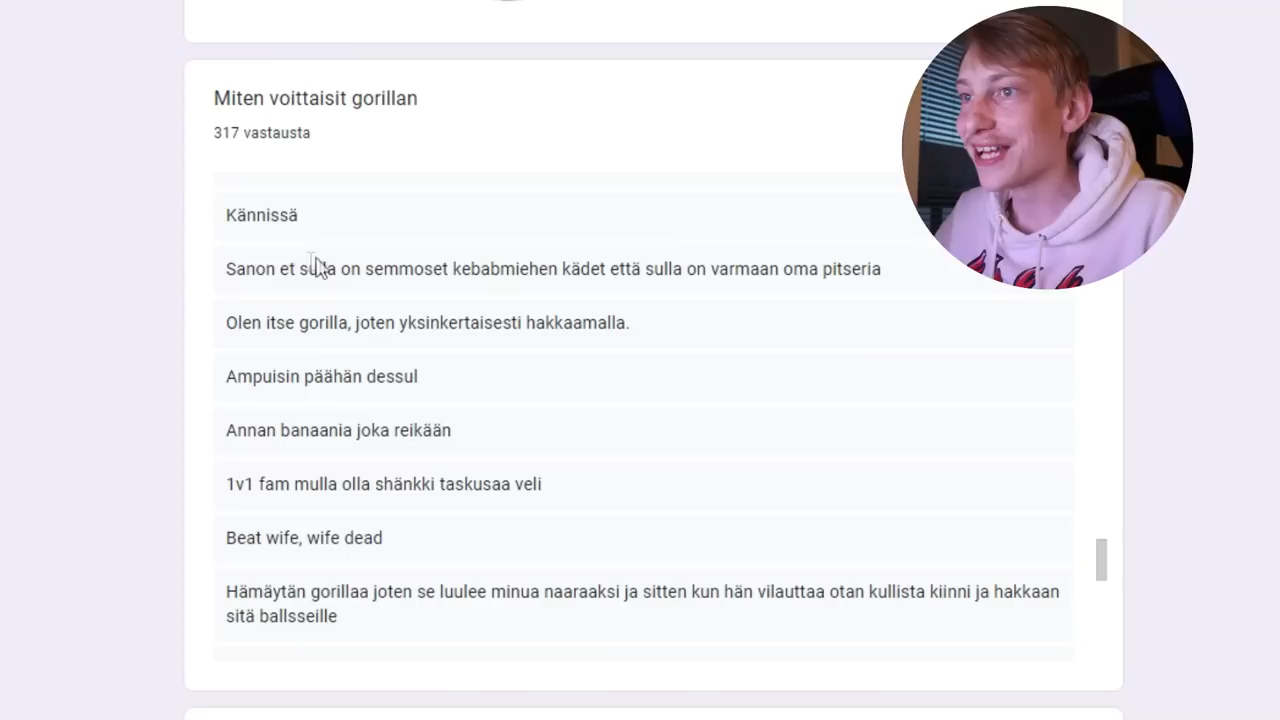 Miten voittaisit gorillan
317 vastausta
Kännissä
Sanon et sulla on semmoset kebabmiehen kädet että sulla on varmaan oma pitseria
Olen itse gorilla, joten yksinkertaisesti hakkaamalla.
Ampuisin päähän dessul
Annan banaania joka reikään
1v1 fam mulla olla shänkki taskusaa veli
Beat wife, wife dead
Hämäytän gorillaa joten se luulee minua naaraaksi ja sitten kun hän vilauttaa otan kullista kiinni ja hakkaan
sitä ballsseille